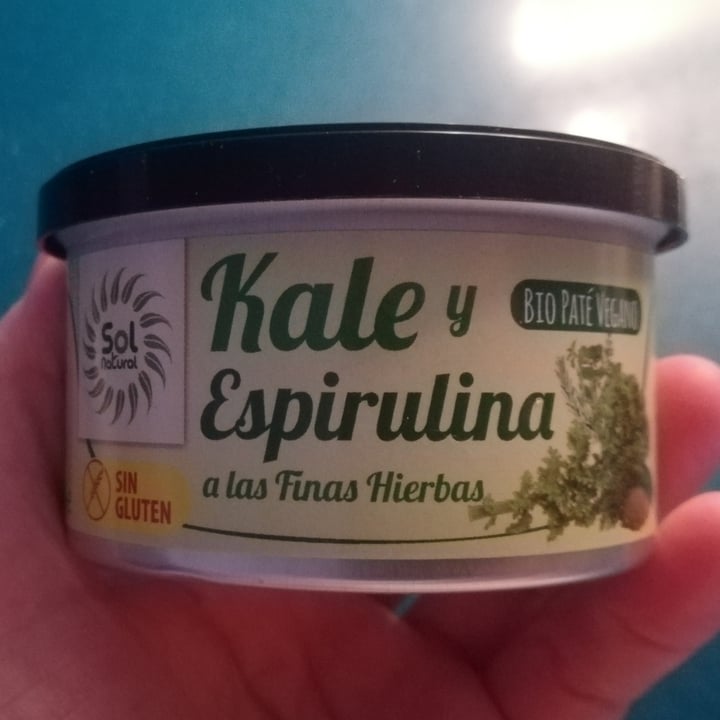 Sol
Natural
Kale y
Espirulina
a las Finas Hierbas
BIO PATÉ VEGANO
SIN
GLUTEN